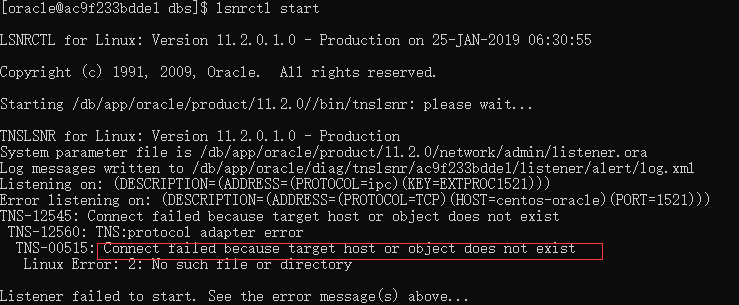 [oracle@ac9f233bdde1 dbs]$ lsnrctl start
LSNRCTL for Linux: Version 11.2.0.1.0 - Production on 25-JAN-2019 06:30:55
Copyright (c) 1991, 2009, Oracle.  All rights reserved.
Starting /db/app/oracle/product/11.2.0//bin/tnslsnr: please wait...
TNSLSNR for Linux: Version 11.2.0.1.0 - Production
System parameter file is /db/app/oracle/product/11.2.0/network/admin/listener.ora
Log messages written to /db/app/oracle/diag/tnslsnr/ac9f233bdde1/listener/alert/log.xml
Listening on: (DESCRIPTION=(ADDRESS=(PROTOCOL=ipc)(KEY=EXTPROC1521)))
Error listening on: (DESCRIPTION=(ADDRESS=(PROTOCOL=TCP)(HOST=centos-oracle)(PORT=1521)))
TNS-12545: Connect failed because target host or object does not exist
 TNS-12560: TNS:protocol adapter error
  TNS-00515: Connect failed because target host or object does not exist
   Linux Error: 2: No such file or directory
Listener failed to start. See the error message(s) above...